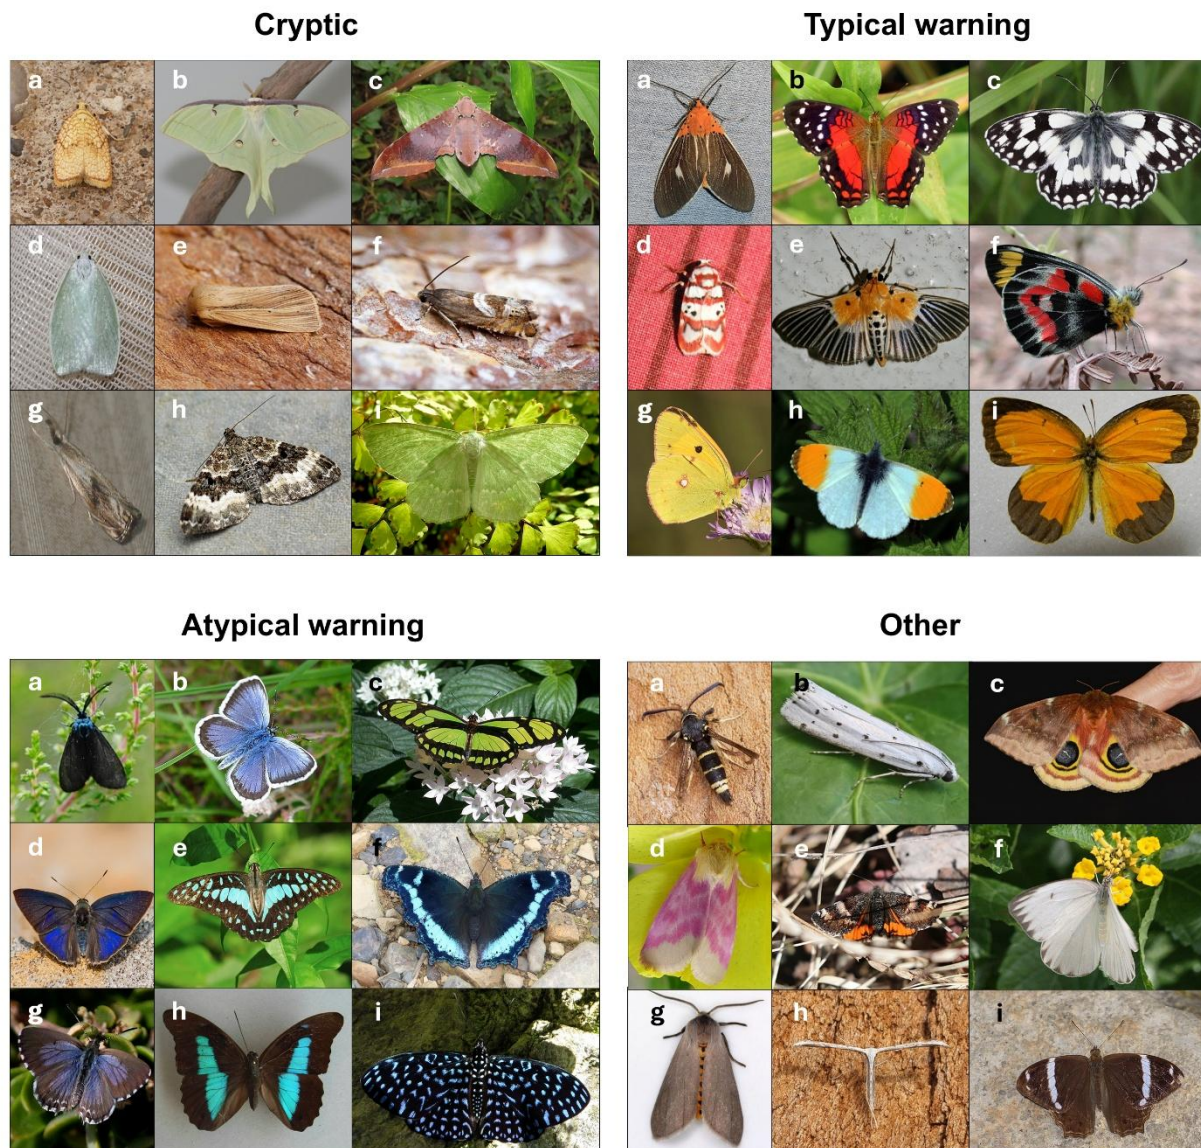 Cryptic
a b c
d e f
g h i
Typical warning
a b c
d e f
g h i
Atypical warning
a b c
d e f
g h i
Other
a b c
d e f
g h i